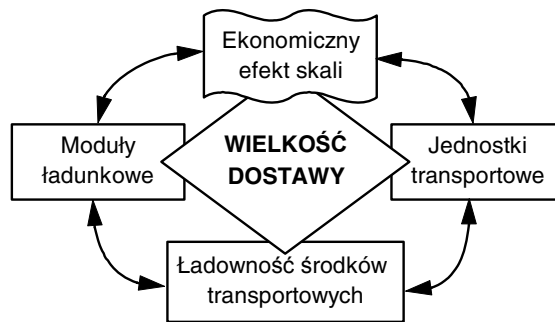 Ekonomiczny
efekt skali
Moduły
ładunkowe
WIELKOŚĆ
DOSTAWY
Jednostki
transportowe
Ładowność środków
transportowych